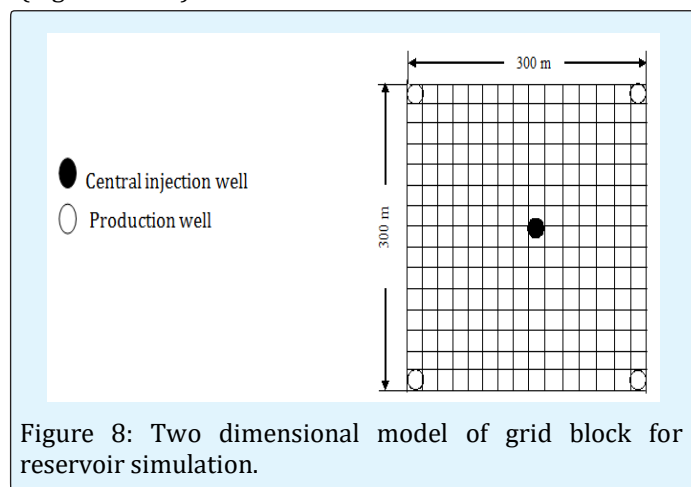 300 m
Central injection well
Production well
300 m
Figure 8: Two dimensional model of grid block for
reservoir simulation.